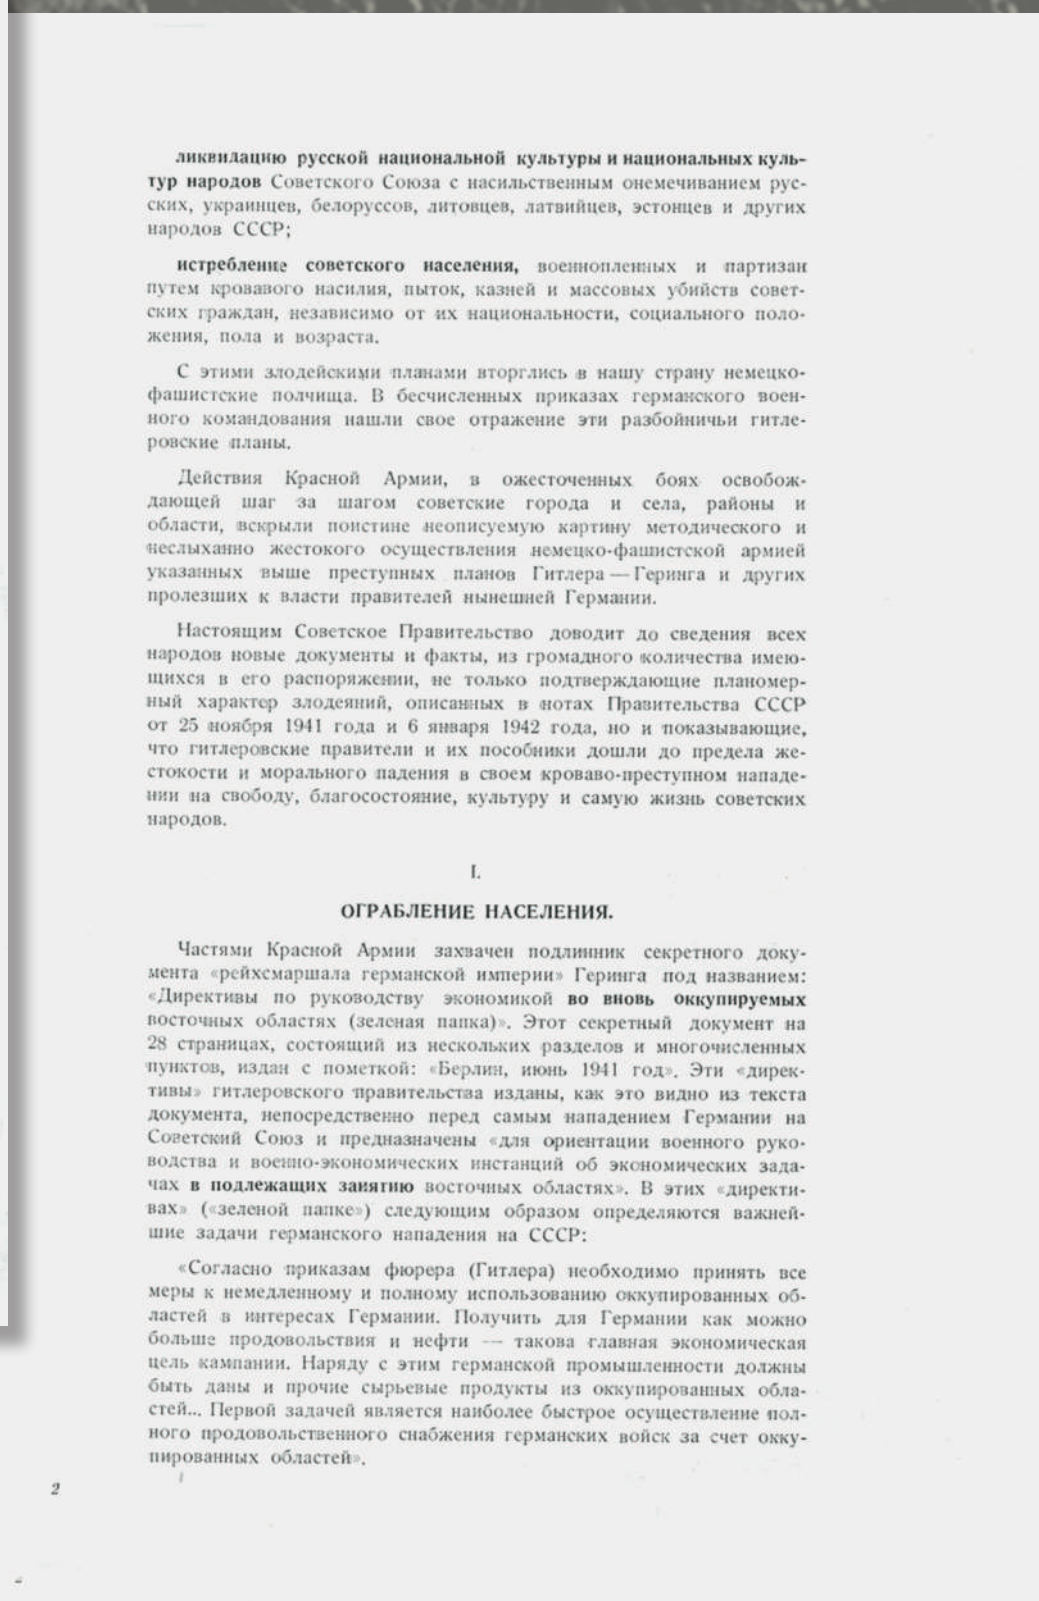 ликвидацию русской национальной культуры и национальных куль-
тур народов Советского Союза с насильственным онемечиванием рус-
ских, украинцев, белоруссов, литовцев, латвийцев, эстонцев и других
народов СССР;
истребление советского населения, военнопленных и партизан
путем кровавого насилия, пыток, казней и массовых убийств совет-
ских граждан, независимо от их национальности, социального поло-
жения, пола и возраста.
С этими злодейскими планами вторглись в нашу страну немецко-
фашистские полчища. В бесчисленных приказах германского воен-
ного командования нашли свое отражение эти разбойничьи гитле-
ровские планы.
Действия Красной Армии, в ожесточенных боях освобож-
дающей шаг за шагом советские города и села, районы и
области, вскрыли поистине неописуемую картину методического и
неслыханно жестокого осуществления немецко-фашистской армией
указанных выше преступных планов Гитлера — Геринга и других
пролезших к власти правителей нынешней Германии.
Настоящим Советское Правительство доводит до сведения всех
народов новые документы и факты, из громадного количества имею-
щихся в его распоряжении, не только подтверждающие планомер-
ный характер злодеяний, описанных в нотах Правительства СССР
от 25 ноября 1941 года и 6 января 1942 года, но и показывающие,
что гитлеровские правители и их пособники дошли до предела же-
стокости и морального падения в своем кроваво-преступном нападе-
нии на свободу, благосостояние, культуру и самую жизнь советских
народов.
I.
ОГРАБЛЕНИЕ НАСЕЛЕНИЯ.
Частями Красной Армии захвачен подлинник секретного доку-
мента «рейхсмаршала германской империи» Геринга под названием:
«Директивы по руководству экономикой во вновь оккупируемых
восточных областях (зеленая папка)». Этот секретный документ на
28 страницах, состоящий из нескольких разделов и многочисленных
пунктов, издан с пометкой: «Берлин, июнь 1941 год». Эти «дирек-
тивы» гитлеровского правительства изданы, как это видно из текста
документа, непосредственно перед самым нападением Германии на
Советский Союз и предназначены «для ориентации военного руко-
водства и военно-экономических инстанций об экономических зада-
чах в подлежащих занятию восточных областях». В этих «директи-
вах» («зеленой папке») следующим образом определяются важней-
шие задачи германского нападения на СССР:
«Согласно приказам фюрера (Гитлера) необходимо принять все
меры к немедленному и полному использованию оккупированных об-
ластей в интересах Германии. Получить для Германии как можно
больше продовольствия и нефти — такова главная экономическая
цель кампании. Наряду с этим германской промышленности должны
быть даны и прочие сырьевые продукты из оккупированных обла-
стей... Первой задачей является наиболее быстрое осуществление пол-
ного продовольственного снабжения германских войск за счет окку-
пированных областей».
2